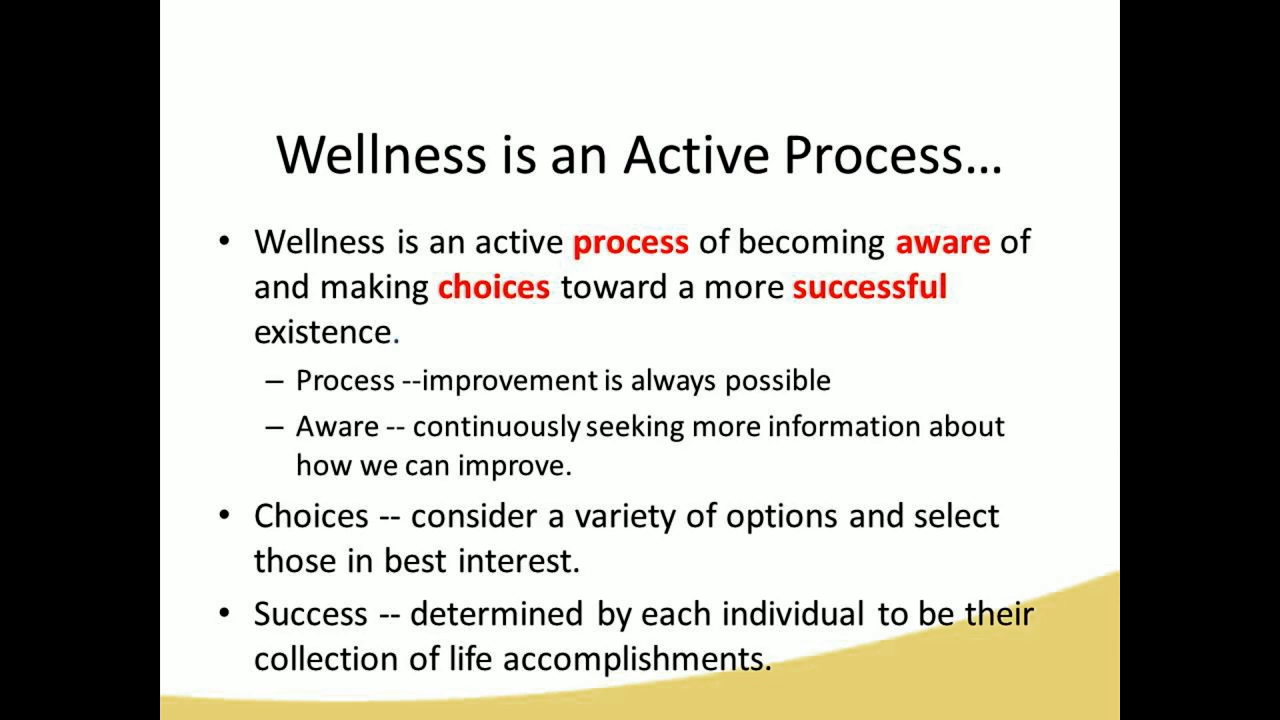 Wellness is an Active Process...
• Wellness is an active process of becoming aware of
and making choices toward a more successful
existence.
– Process --improvement is always possible
– Aware -- continuously seeking more information about
how we can improve.
• Choices -- consider a variety of options and select
those in best interest.
• Success -- determined by each individual to be their
collection of life accomplishments.